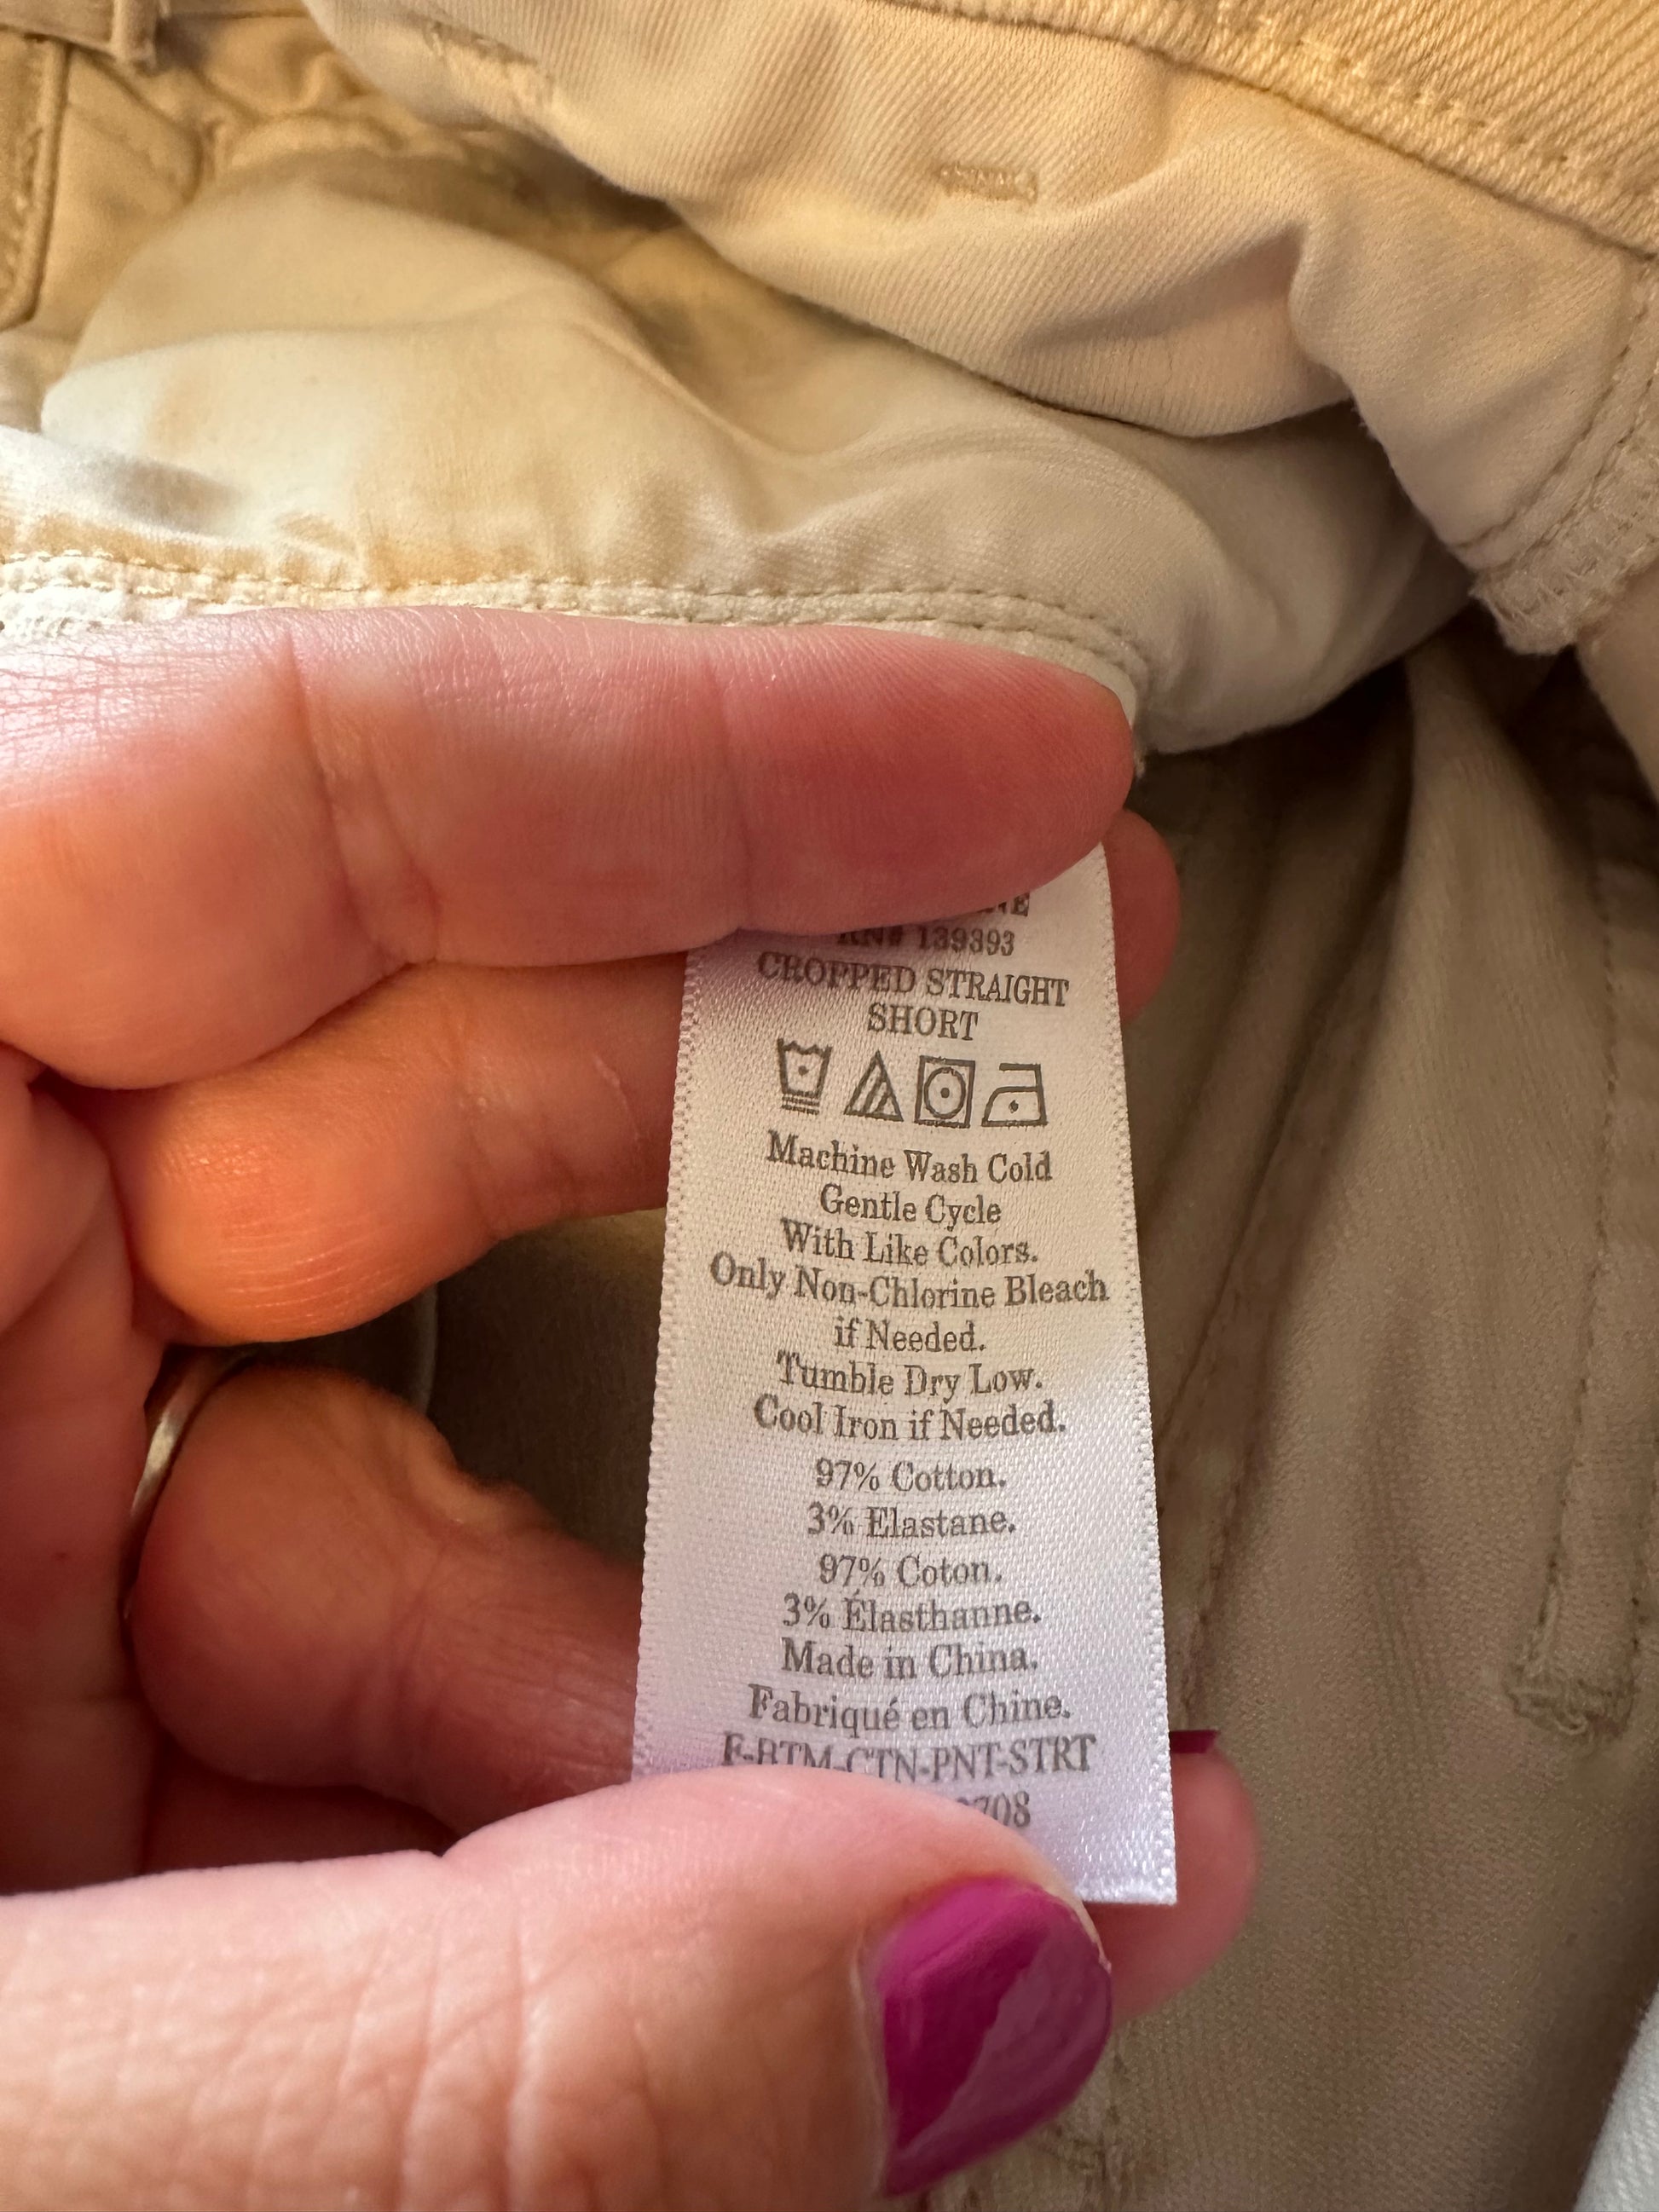 RN# 139393
CROPPED STRAIGHT
SHORT
Machine Wash Cold
Gentle Cycle
With Like Colors.
Only Non-Chlorine Bleach
if Needed.
Tumble Dry Low.
Cool Iron if Needed.
97% Cotton.
3% Elastane.
97% Coton.
3% Élasthanne.
Made in China.
Fabriqué en Chine.
F-BTM-CTN-PNT-STRT